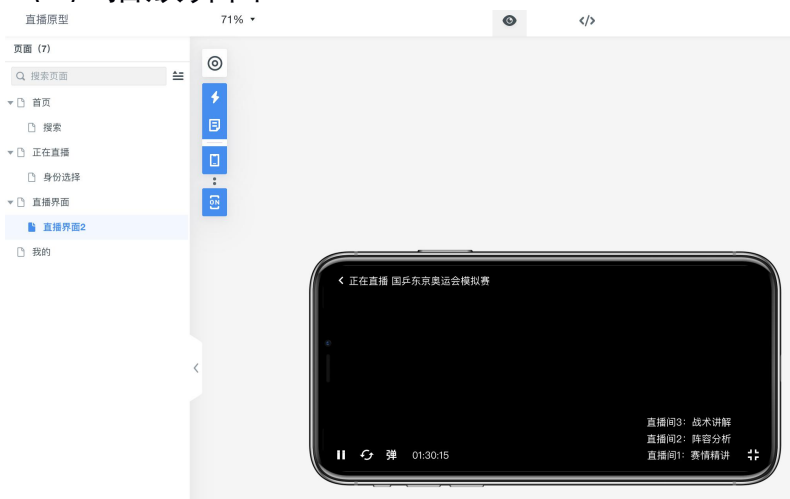 直播原型
71%
</>
页面 (7)
搜索页面
首页
搜索
正在直播
身份选择
直播界面
直播界面2
我的
ON
正在直播 国乒东京奥运会模拟赛
直播间3：战术讲解
直播间2：阵容分析
直播间1：赛情精讲
弹
01:30:15